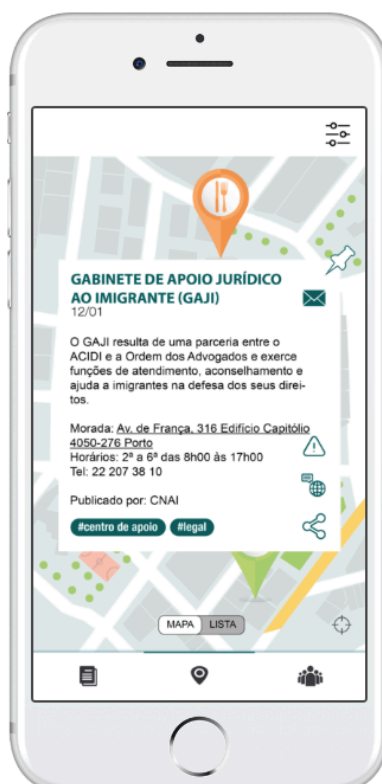 GABINETE DE APOIO JURÍDICO
AO IMIGRANTE (GAJI)
12/01
O GAJI resulta de uma parceria entre o
ACIDI e a Ordem dos Advogados e exerce
funções de atendimento, aconselhamento e
ajuda a imigrantes na defesa dos seus direi-
tos.
Morada: Av. de França, 316 Edifício Capitólio
4050-276 Porto
Horários: 2ª a 6ª das 8h00 às 17h00
Tel: 22 207 38 10
Publicado por: CNAI
#centro de apoio #legal
MAPA LISTA